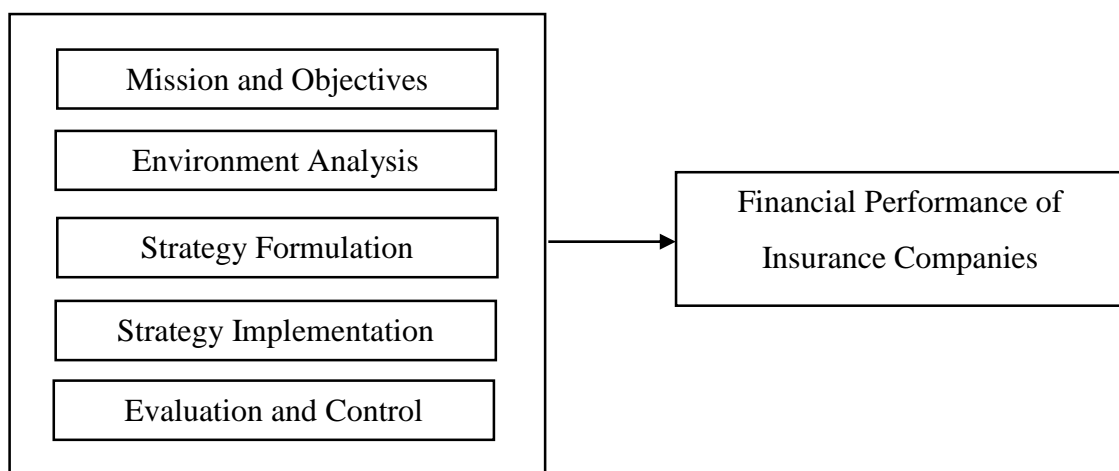 Mission and Objectives
Environment Analysis
Strategy Formulation
Strategy Implementation
Evaluation and Control
Financial Performance of
Insurance Companies